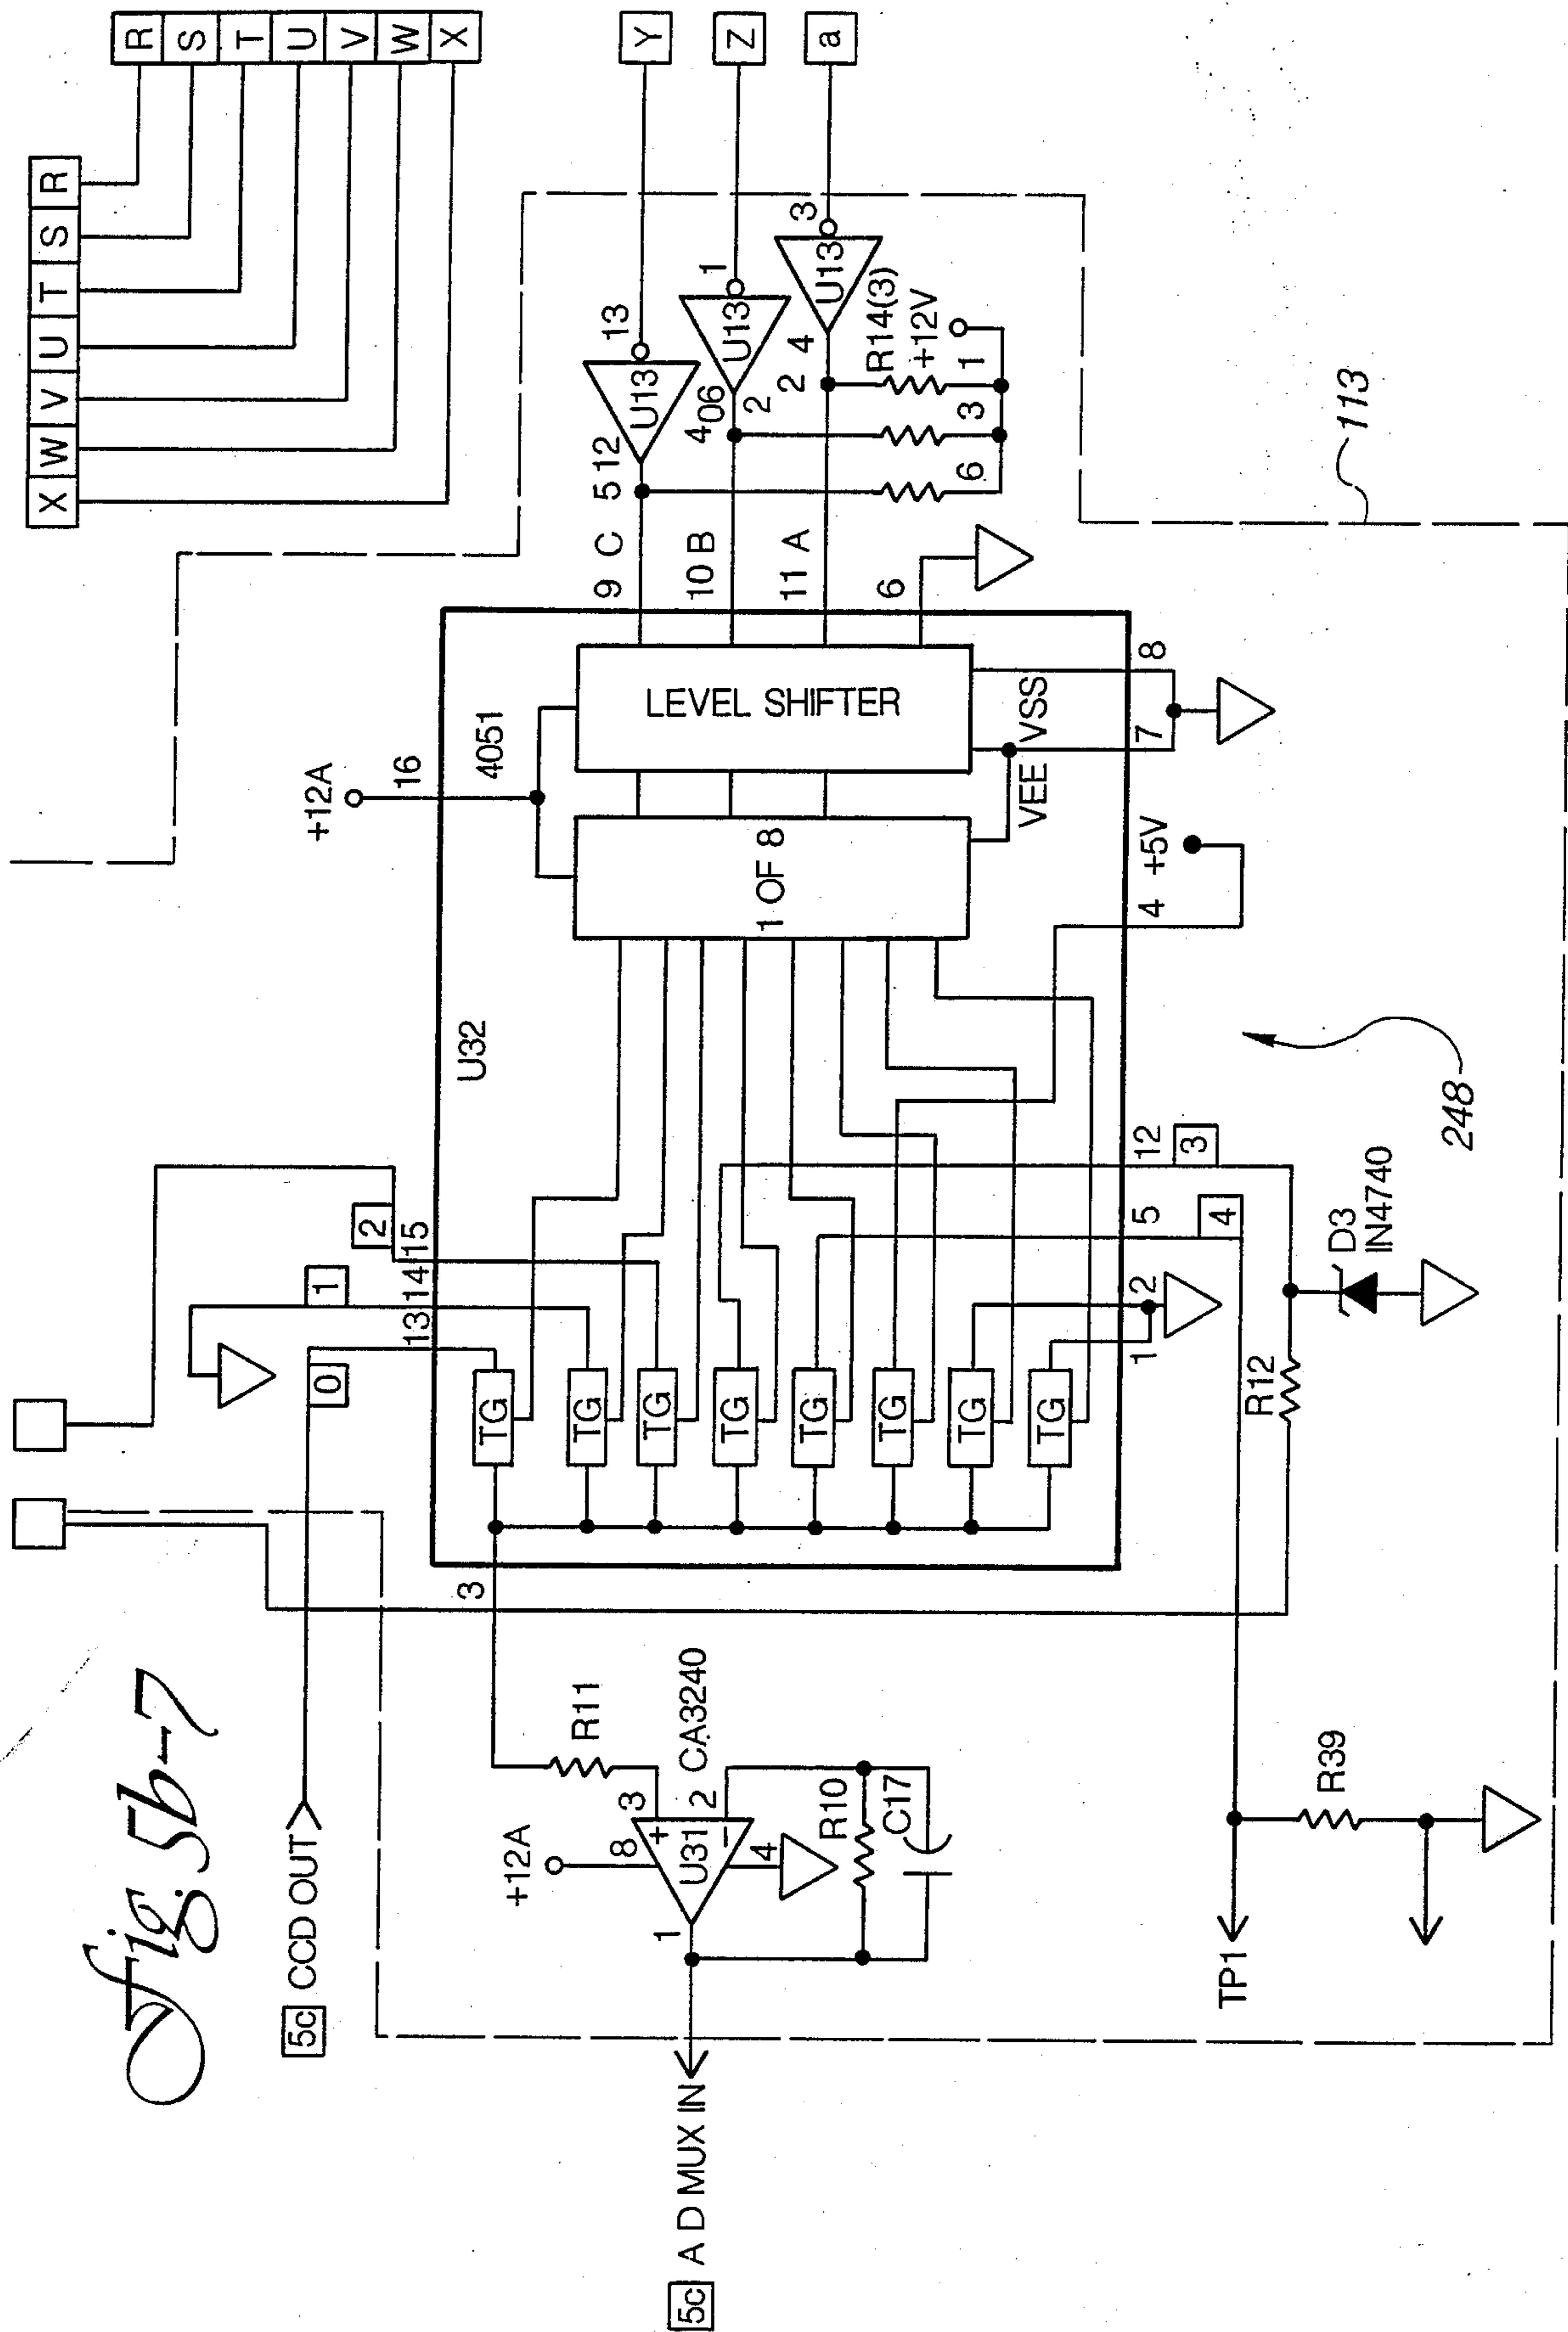 Fig. 5b-7
5c CCD OUT
5c A D MUX IN
+12A
8
3
+
U31
2
−
4
1
CA3240
R11
R10
C17
TP1
R39
3
0
13
1
14
2
15
U32
4051
+12A
16
TG
TG
TG
TG
TG
TG
TG
TG
1 OF 8
LEVEL SHIFTER
VEE
VSS
7
8
4
+5V
12
3
5
4
1
2
R12
D3
IN4740
248
9 C
10 B
11 A
6
5
12
U13
13
4
06
2
U13
1
2
4
U13
3
R14(3)
+12V
1
3
6
113
X W V U T S R
R
S
T
U
V
W
X
Y
Z
a